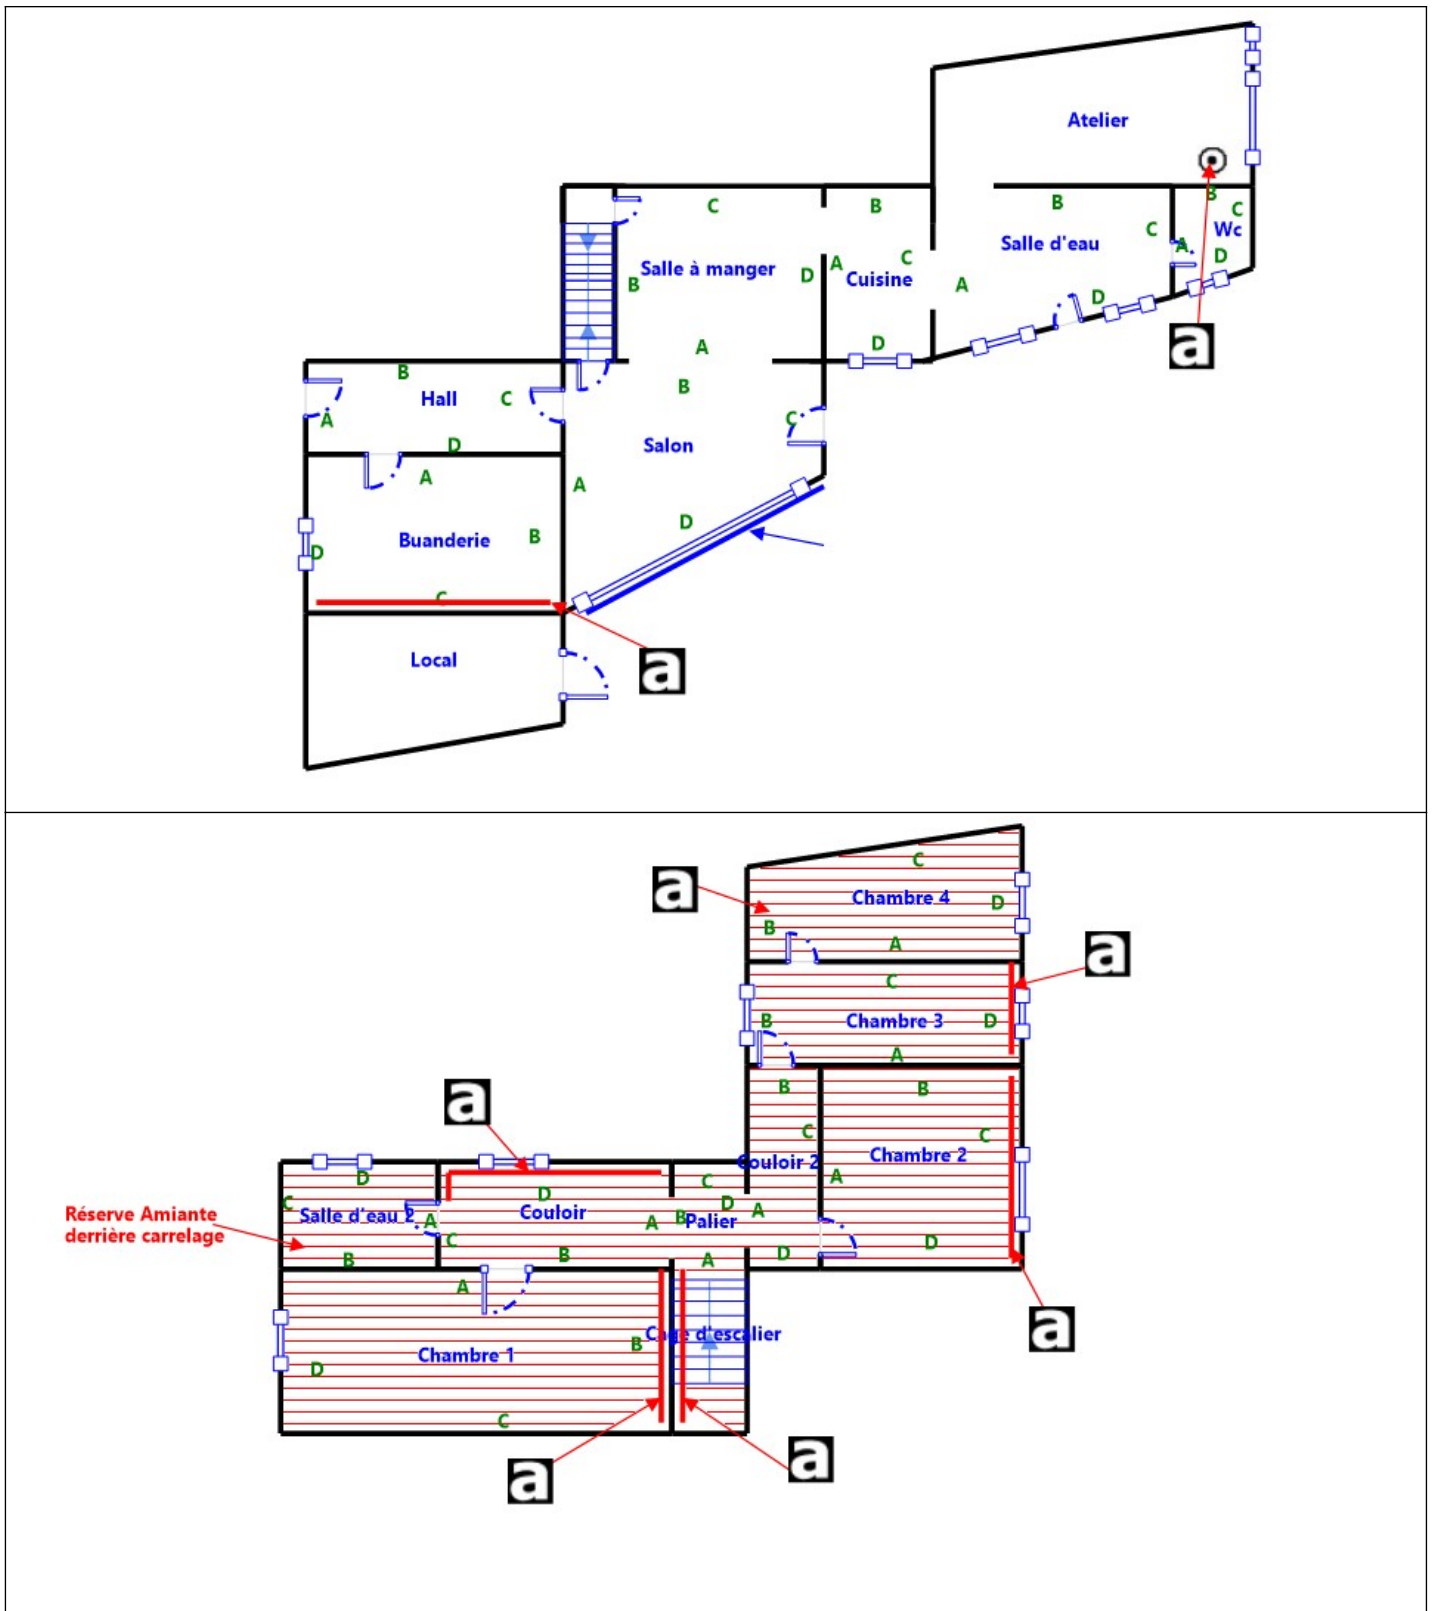 Atelier
B
C
Wc
A
D
B
C
Salle d'eau
A
D
C
B
Salle à manger
D
A
B
A
C
Cuisine
D
a
B
Hall
C
A
D
B
Salon
C
A
D
A
Buanderie
B
D
C
a
Local
C
a
Chambre 4
D
B
A
a
C
B
Chambre 3
D
A
a
B
C
Couloir 2
A
D
B
C
Chambre 2
A
D
a
D
C
Salle d'eau 2
A
B
Réserve Amiante
derrière carrelage
D
Couloir
A
C
B
C
D
B
Palier
A
A
B
Chambre 1
D
C
Cage d'escalier
a
a